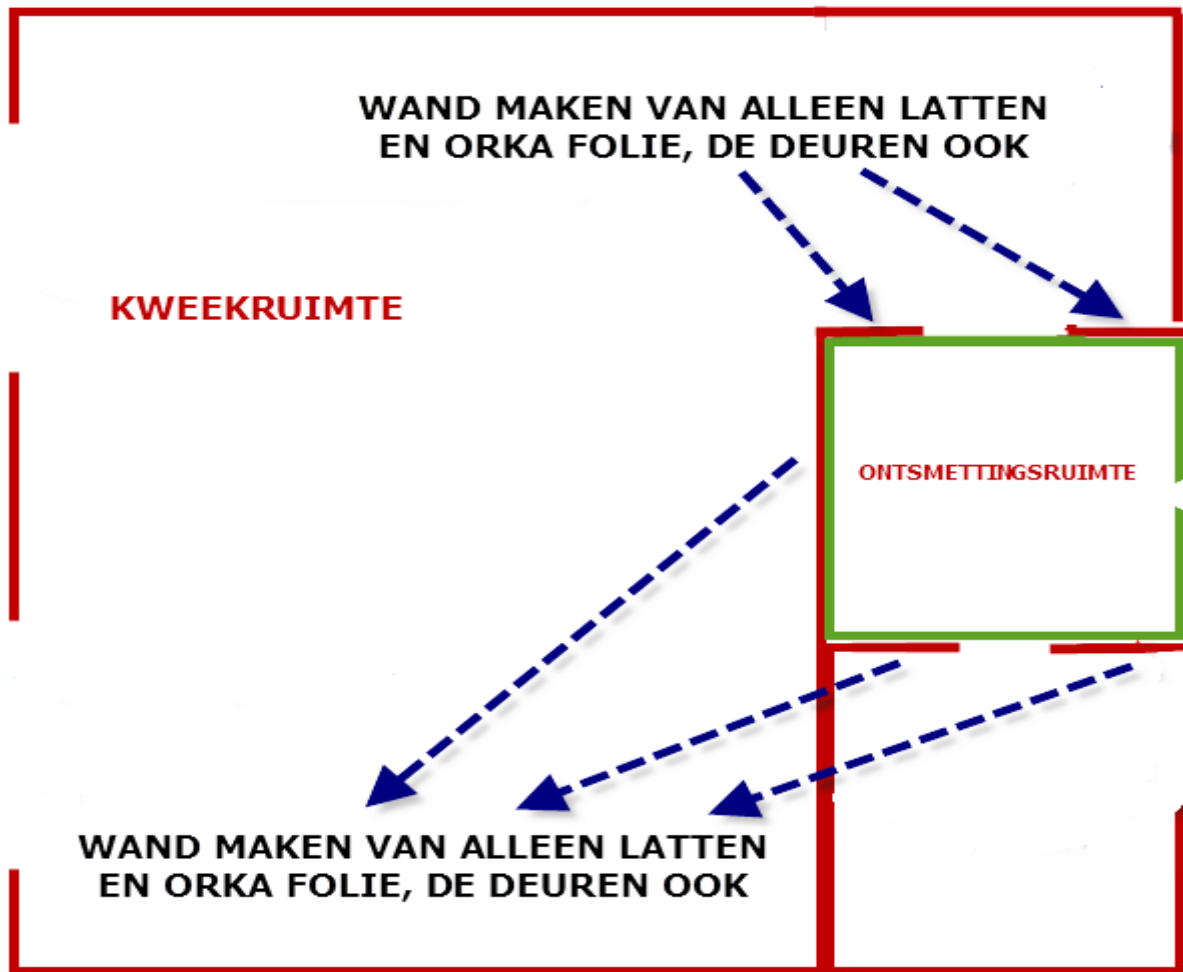 WAND MAKEN VAN ALLEEN LATTEN
EN ORKA FOLIE, DE DEUREN OOK
KWEEKRUIMTE
ONTSMETTINGSRUIMTE
WAND MAKEN VAN ALLEEN LATTEN
EN ORKA FOLIE, DE DEUREN OOK